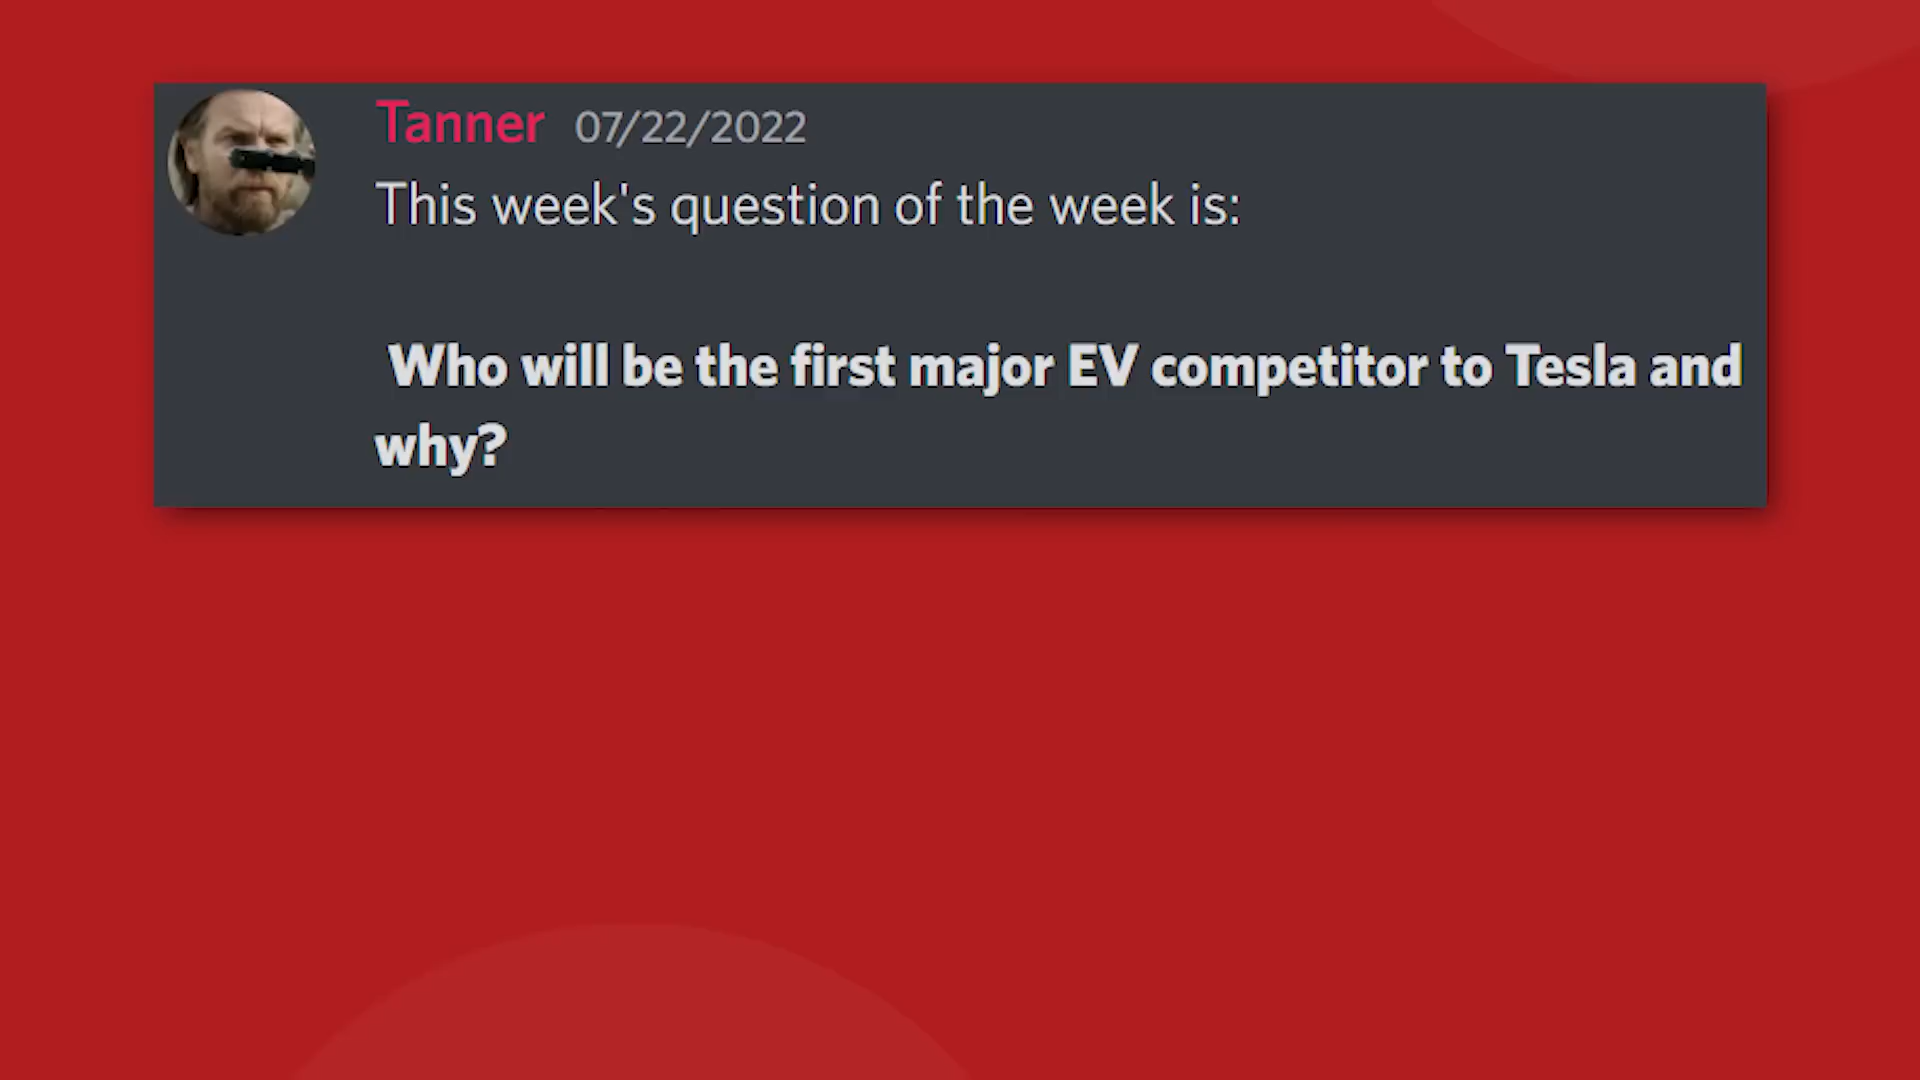 Tanner 07/22/2022
This week's question of the week is:
Who will be the first major EV competitor to Tesla and
why?